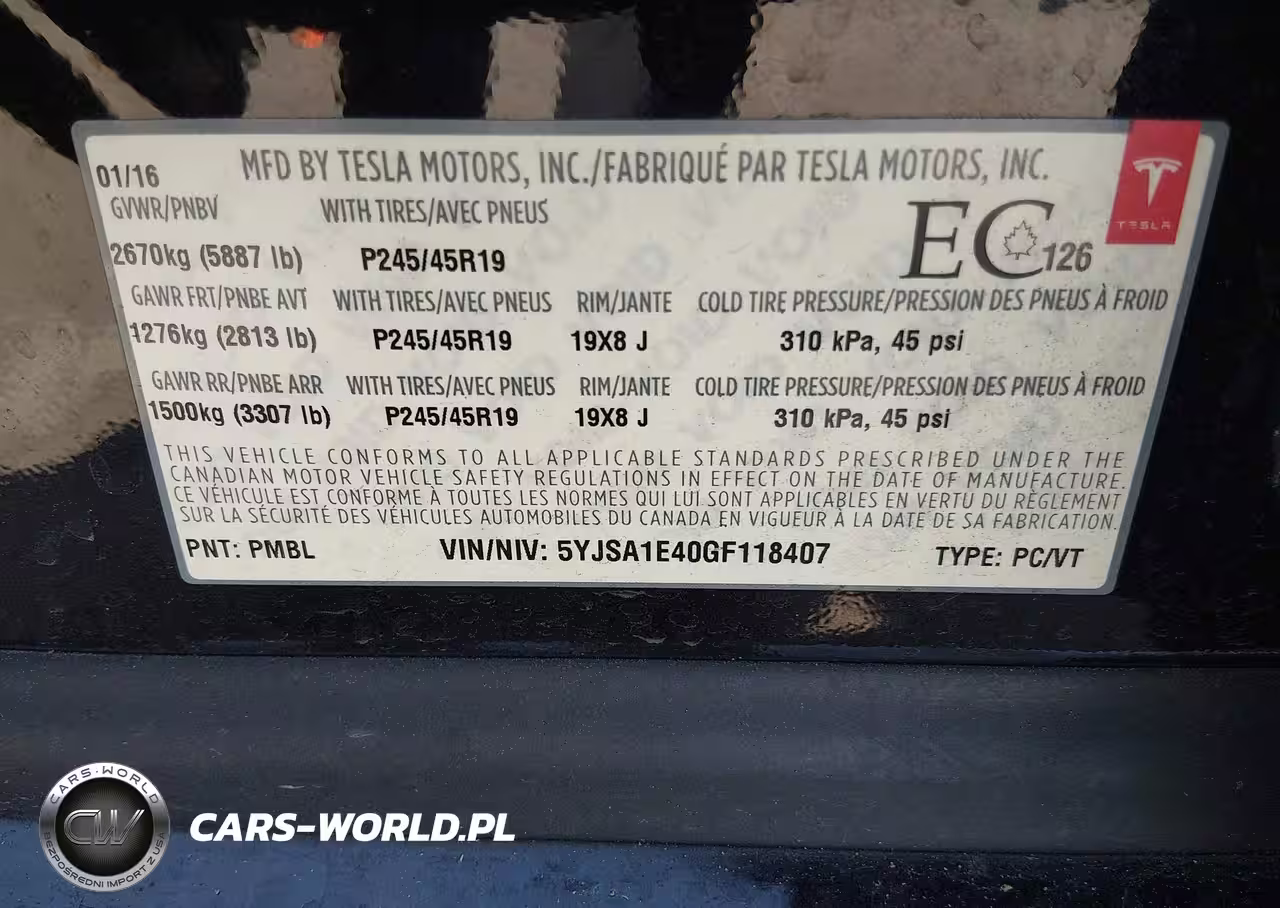 01/16 MFD BY TESLA MOTORS, INC./FABRIQUÉ PAR TESLA MOTORS, INC.
TESLA
GVWR/PNBV WITH TIRES/AVEC PNEUS
EC 126
2670kg (5887 lb) P245/45R19
GAWR FRT/PNBE AVT WITH TIRES/AVEC PNEUS RIM/JANTE COLD TIRE PRESSURE/PRESSION DES PNEUS À FROID
1276kg (2813 lb) P245/45R19 19X8 J 310 kPa, 45 psi
GAWR RR/PNBE ARR WITH TIRES/AVEC PNEUS RIM/JANTE COLD TIRE PRESSURE/PRESSION DES PNEUS À FROID
1500kg (3307 lb) P245/45R19 19X8 J 310 kPa, 45 psi
THIS VEHICLE CONFORMS TO ALL APPLICABLE STANDARDS PRESCRIBED UNDER THE
CANADIAN MOTOR VEHICLE SAFETY REGULATIONS IN EFFECT ON THE DATE OF MANUFACTURE.
CE VÉHICULE EST CONFORME À TOUTES LES NORMES QUI LUI SONT APPLICABLES EN VERTU DU RÈGLEMENT
SUR LA SÉCURITÉ DES VÉHICULES AUTOMOBILES DU CANADA EN VIGUEUR À LA DATE DE SA FABRICATION.
PNT: PMBL VIN/NIV: 5YJSA1E40GF118407 TYPE: PC/VT
CARS-WORLD
CW
BEZPOŚREDNI IMPORT Z USA
CARS-WORLD.PL